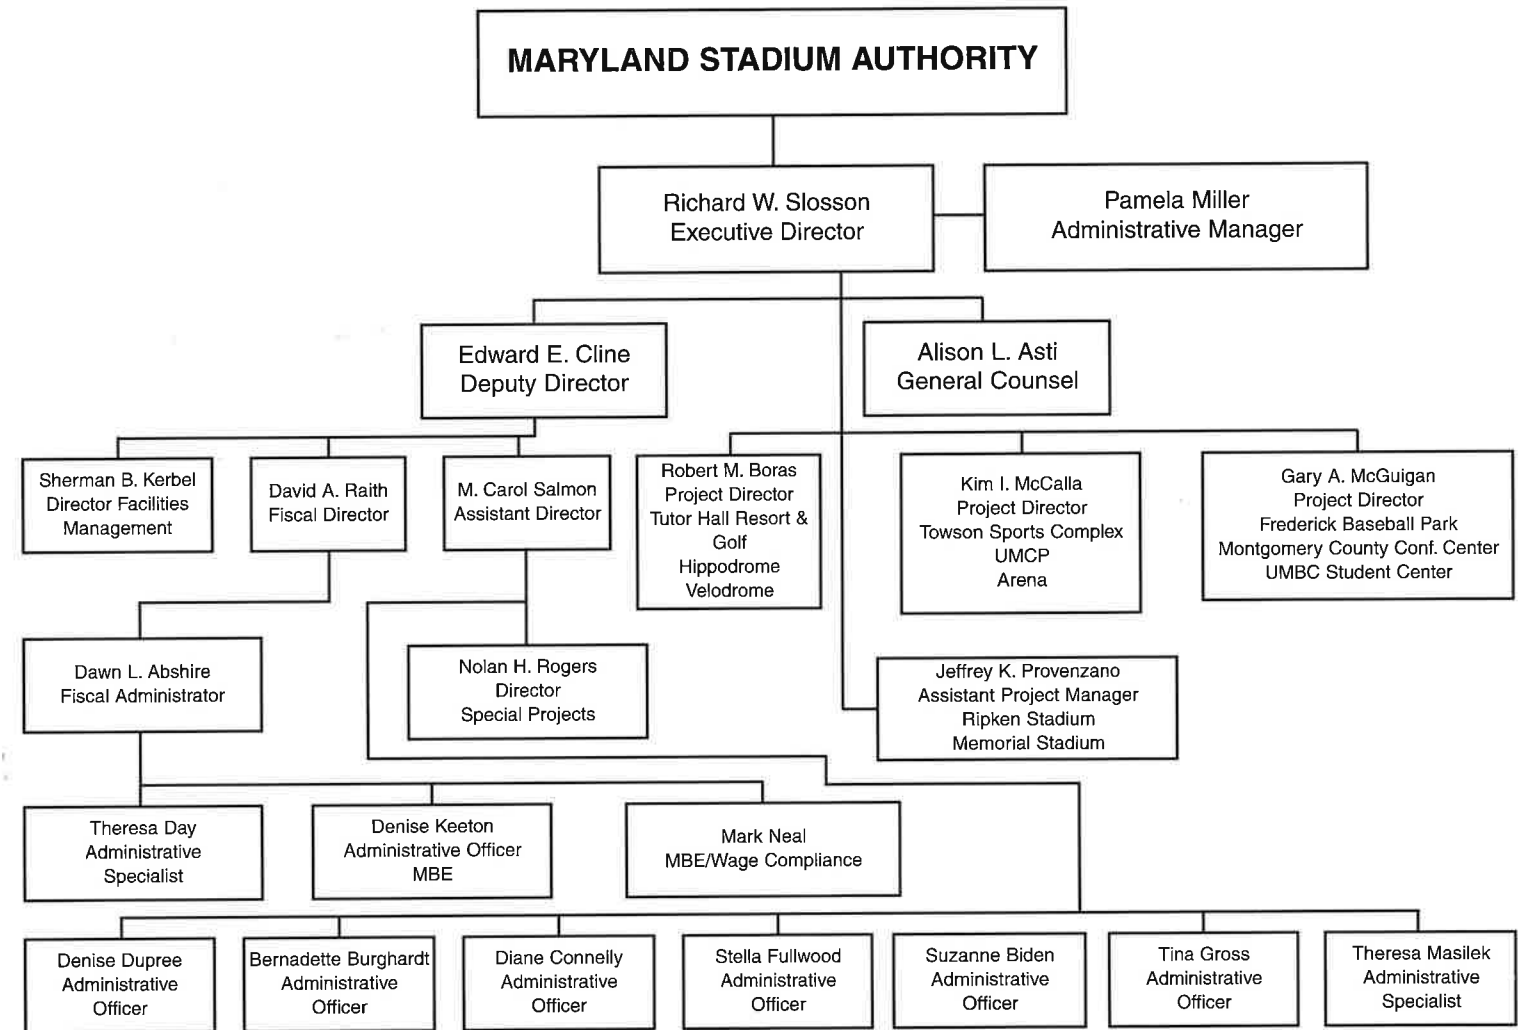 MARYLAND STADIUM AUTHORITY
Richard W. Slosson
Executive Director
Pamela Miller
Administrative Manager
Edward E. Cline
Deputy Director
Alison L. Asti
General Counsel
Sherman B. Kerbel
Director Facilities
Management
David A. Raith
Fiscal Director
M. Carol Salmon
Assistant Director
Robert M. Boras
Project Director
Tutor Hall Resort &
Golf
Hippodrome
Velodrome
Kim I. McCalla
Project Director
Towson Sports Complex
UMCP
Arena
Gary A. McGuigan
Project Director
Frederick Baseball Park
Montgomery County Conf. Center
UMBC Student Center
Dawn L. Abshire
Fiscal Administrator
Nolan H. Rogers
Director
Special Projects
Jeffrey K. Provenzano
Assistant Project Manager
Ripken Stadium
Memorial Stadium
Theresa Day
Administrative
Specialist
Denise Keeton
Administrative Officer
MBE
Mark Neal
MBE/Wage Compliance
Denise Dupree
Administrative
Officer
Bernadette Burghardt
Administrative
Officer
Diane Connelly
Administrative
Officer
Stella Fullwood
Administrative
Officer
Suzanne Biden
Administrative
Officer
Tina Gross
Administrative
Officer
Theresa Masilek
Administrative
Specialist